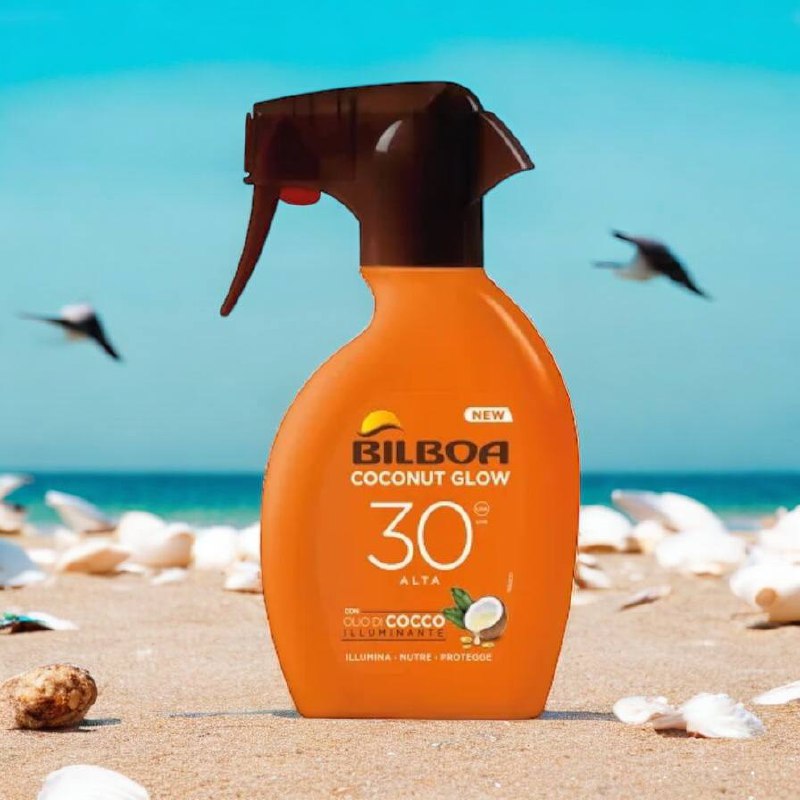 NEW
BILBOA
COCONUT GLOW
30
ALTA
CON
OLIO DI COCCO
ILLUMINANTE
ILLUMINA • NUTRE • PROTEGGE